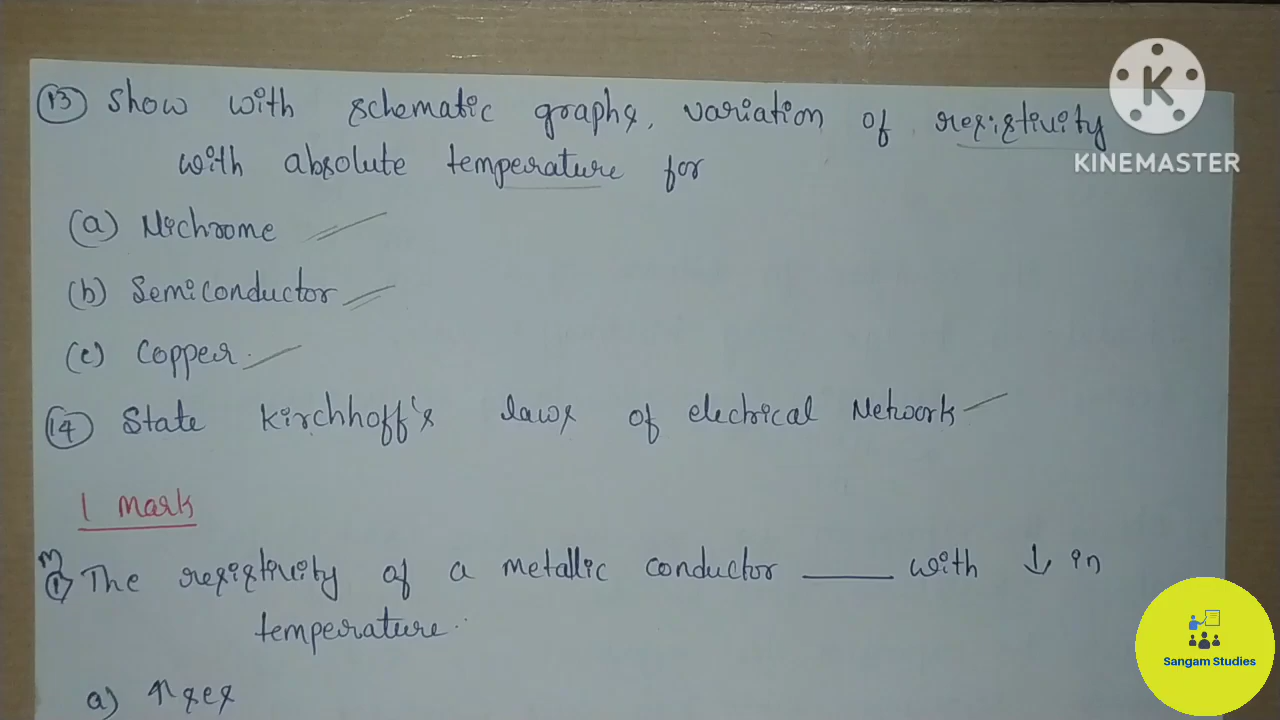 13 Show with schematic graphs, variation of resistivity
with absolute temperature for
(a) Nichrome
(b) Semiconductor
(c) Copper.
14 State Kirchhoff's laws of electrical Network
1 Mark
M
1) The resistivity of a metallic conductor ____ with ↓ in
temperature.
a) ↑ses
K
KINEMASTER
Sangam Studies